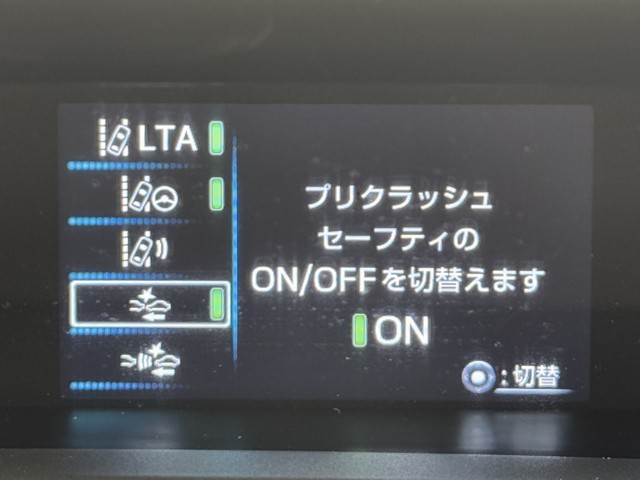 LTA
プリクラッシュ
セーフティの
ON/OFFを切替えます
ON
:切替